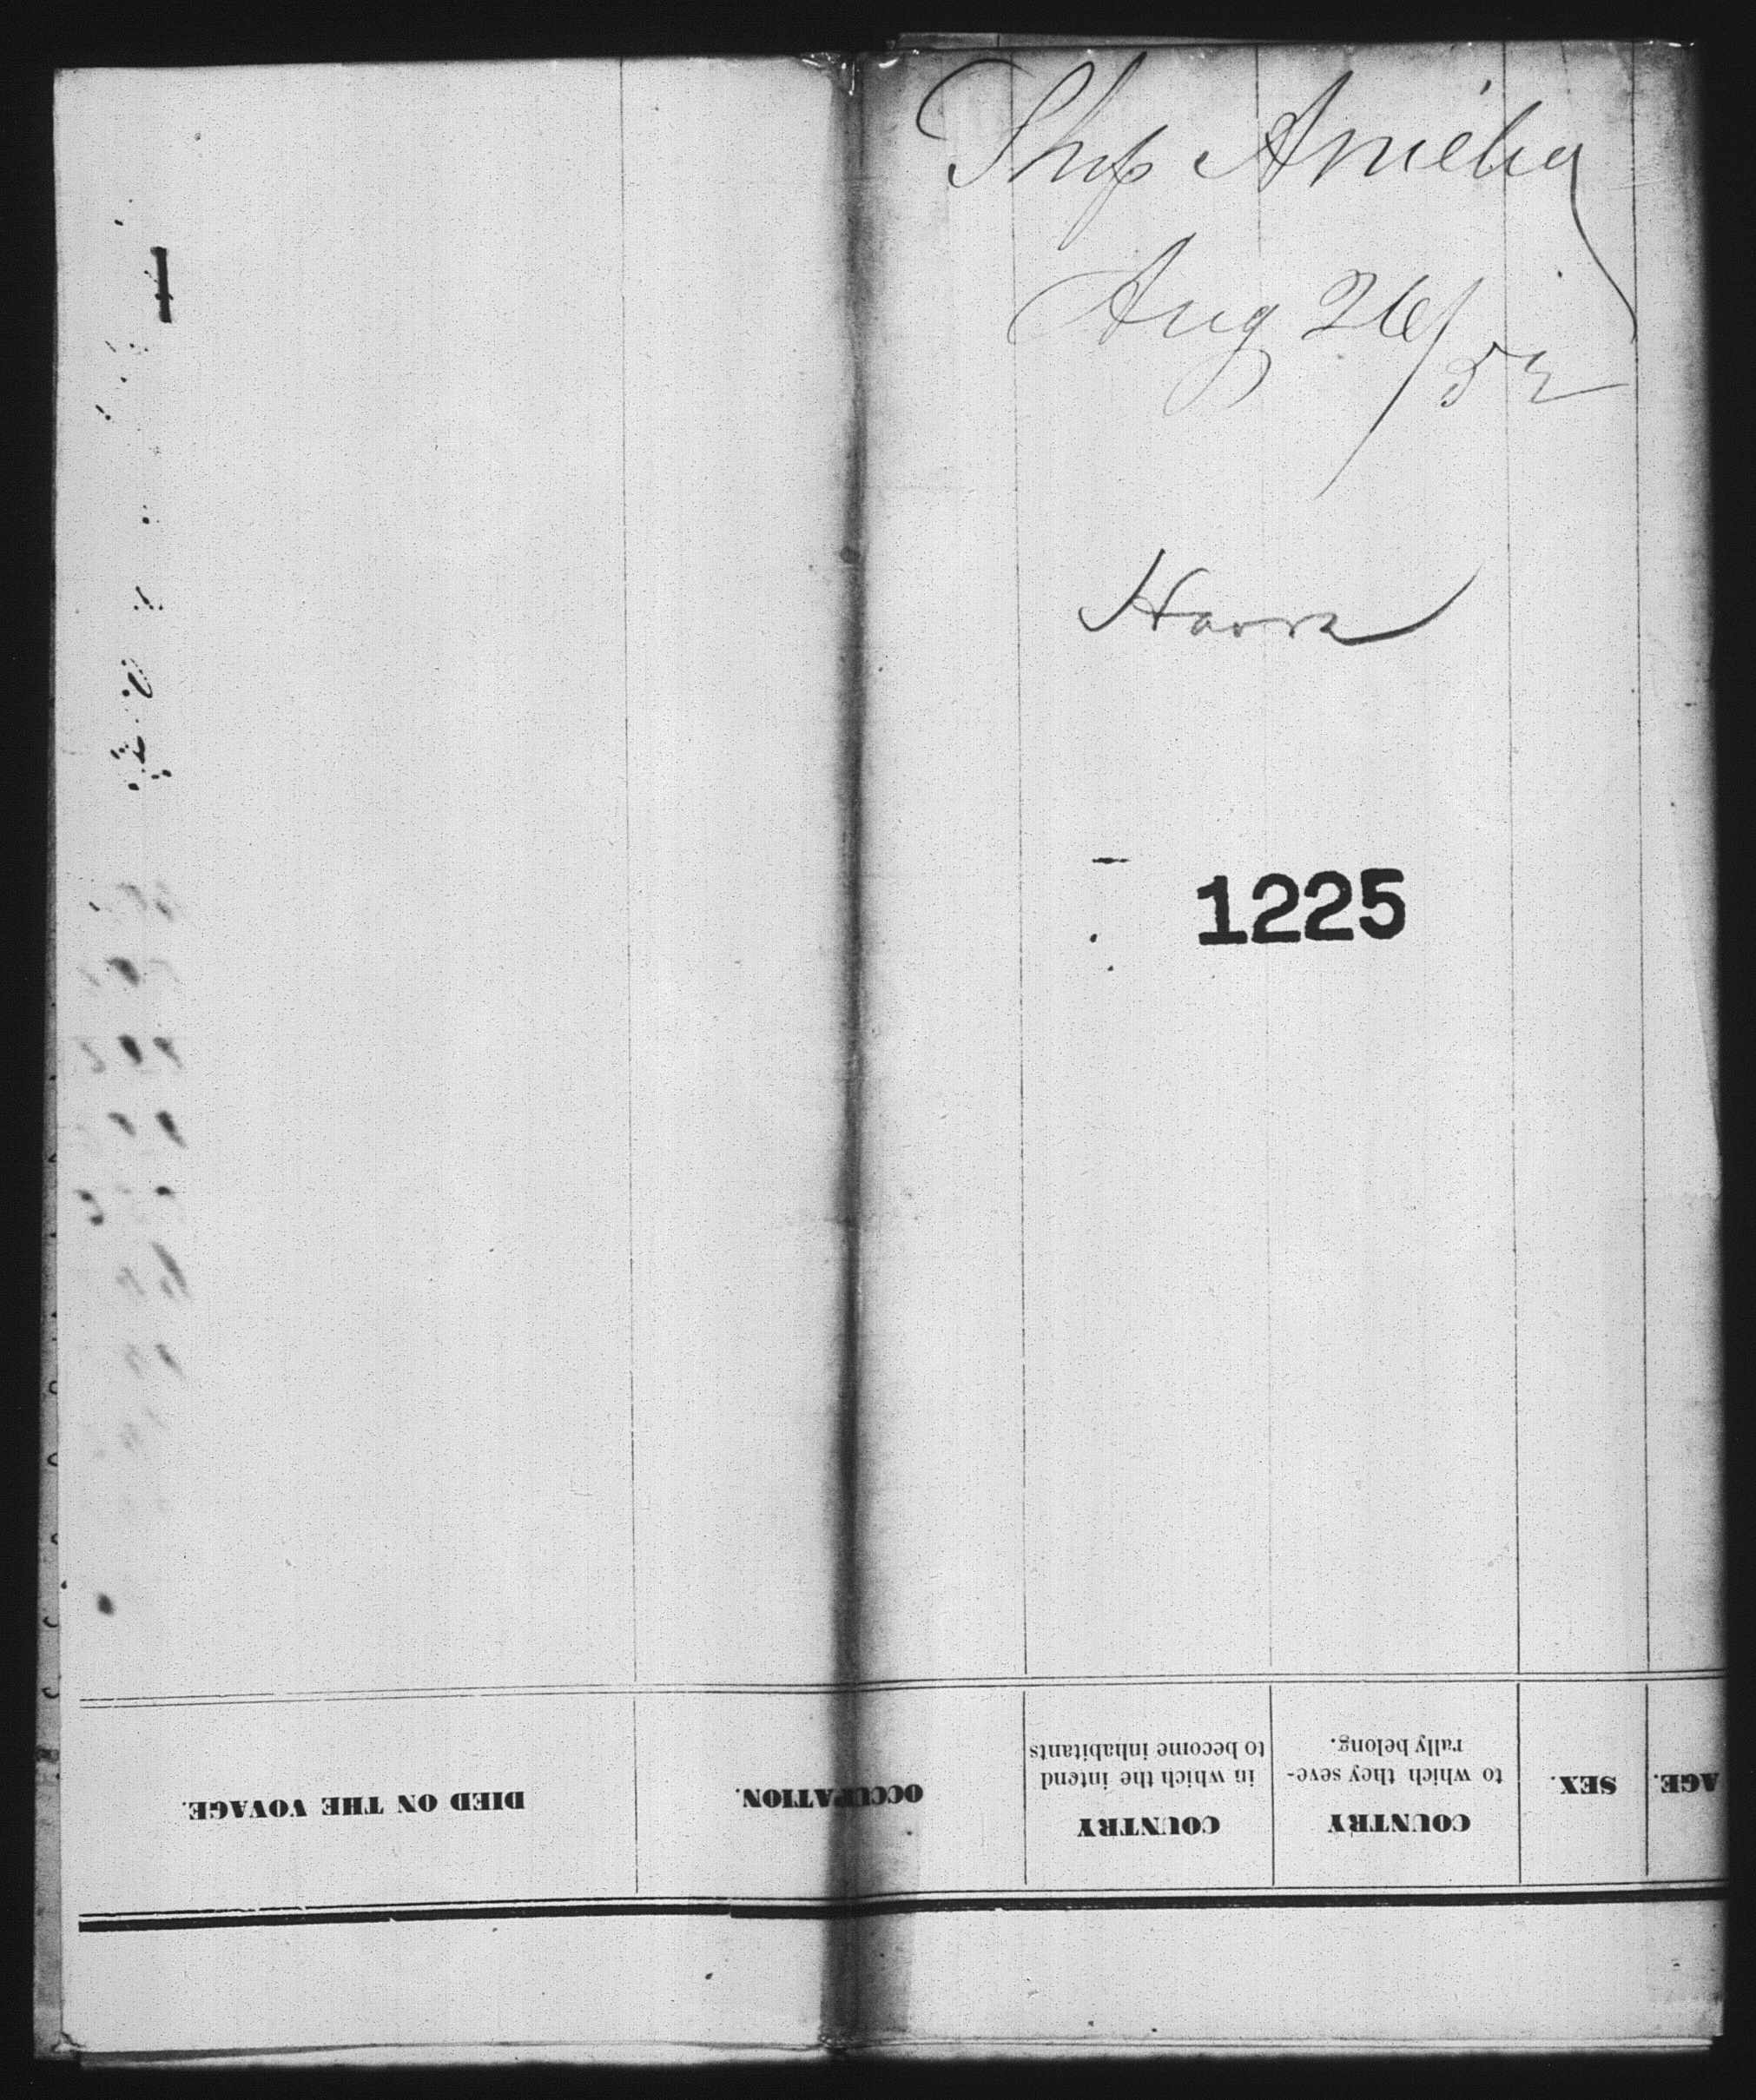 Ship Amelia
Aug 26/52
Havre
1225
DIED ON THE VOYAGE.
OCCUPATION.
COUNTRY
in which the intend
to become inhabitants
COUNTRY
to which they seve-
rally belong.
SEX.
AGE.